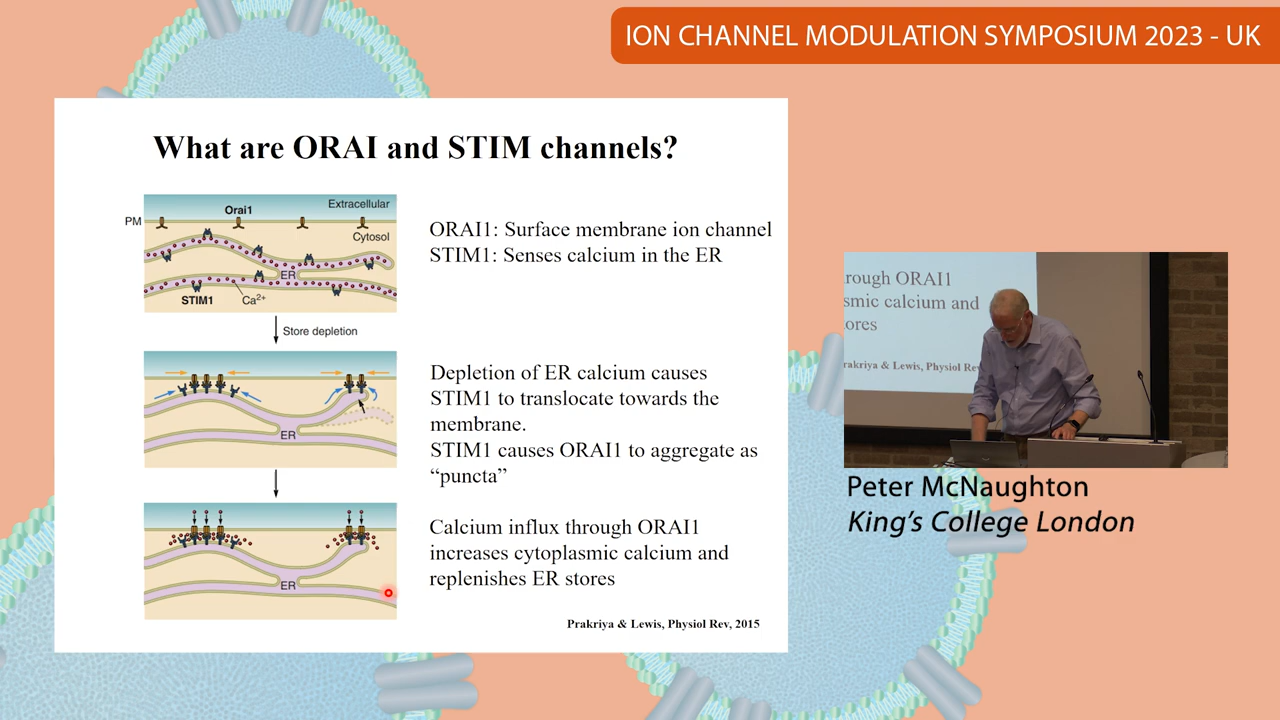 ION CHANNEL MODULATION SYMPOSIUM 2023 - UK
What are ORAI and STIM channels?
PM
Orai1
Extracellular
Cytosol
ER
STIM1
Ca²⁺
ORAI1: Surface membrane ion channel
STIM1: Senses calcium in the ER
Store depletion
ER
Depletion of ER calcium causes
STIM1 to translocate towards the
membrane.
STIM1 causes ORAI1 to aggregate as
“puncta”
ER
Calcium influx through ORAI1
increases cytoplasmic calcium and
replenishes ER stores
Prakriya & Lewis, Physiol Rev, 2015
rough ORAI1
smic calcium and
ores
rakriya & Lewis, Physiol Rev
Peter McNaughton
King’s College London